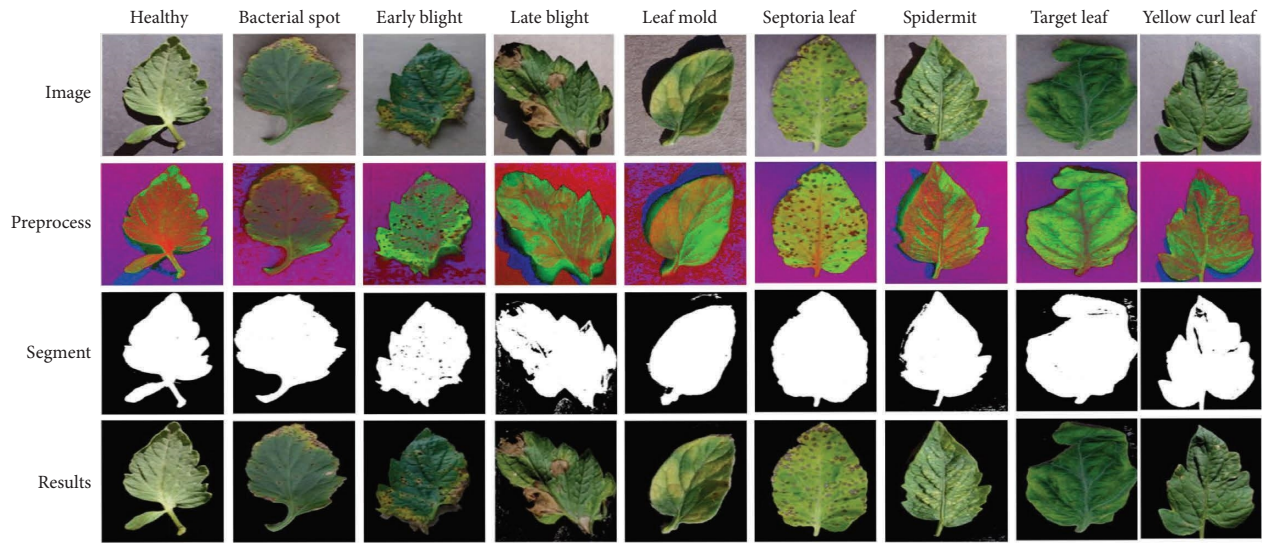 Healthy Bacterial spot Early blight Late blight Leaf mold Septoria leaf Spidermit Target leaf Yellow curl leaf
Image
Preprocess
Segment
Results